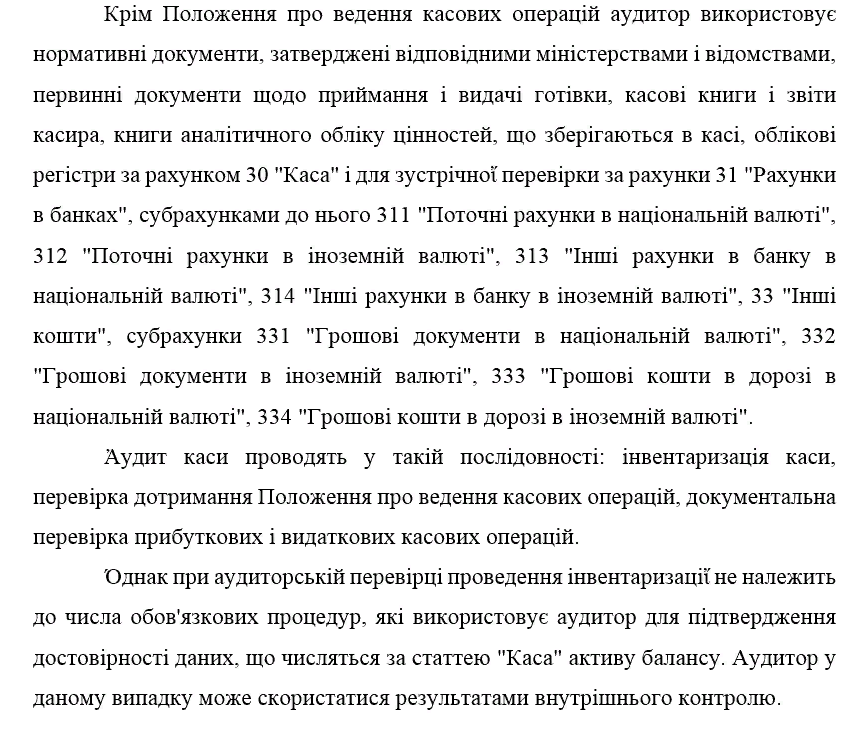 Крім Положення про ведення касових операцій аудитор використовує
нормативні документи, затверджені відповідними міністерствами і відомствами,
первинні документи щодо приймання і видачі готівки, касові книги і звіти
касира, книги аналітичного обліку цінностей, що зберігаються в касі, облікові
регістри за рахунком 30 "Каса" і для зустрічної перевірки за рахунки 31 "Рахунки
в банках", субрахунками до нього 311 "Поточні рахунки в національній валюті",
312 "Поточні рахунки в іноземній валюті", 313 "Інші рахунки в банку в
національній валюті", 314 "Інші рахунки в банку в іноземній валюті", 33 "Інші
кошти", субрахунки 331 "Грошові документи в національній валюті", 332
"Грошові документи в іноземній валюті", 333 "Грошові кошти в дорозі в
національній валюті", 334 "Грошові кошти в дорозі в іноземній валюті".
Аудит каси проводять у такій послідовності: інвентаризація каси,
перевірка дотримання Положення про ведення касових операцій, документальна
перевірка прибуткових і видаткових касових операцій.
Однак при аудиторській перевірці проведення інвентаризації не належить
до числа обов'язкових процедур, які використовує аудитор для підтвердження
достовірності даних, що числяться за статтею "Каса" активу балансу. Аудитор у
даному випадку може скористатися результатами внутрішнього контролю.